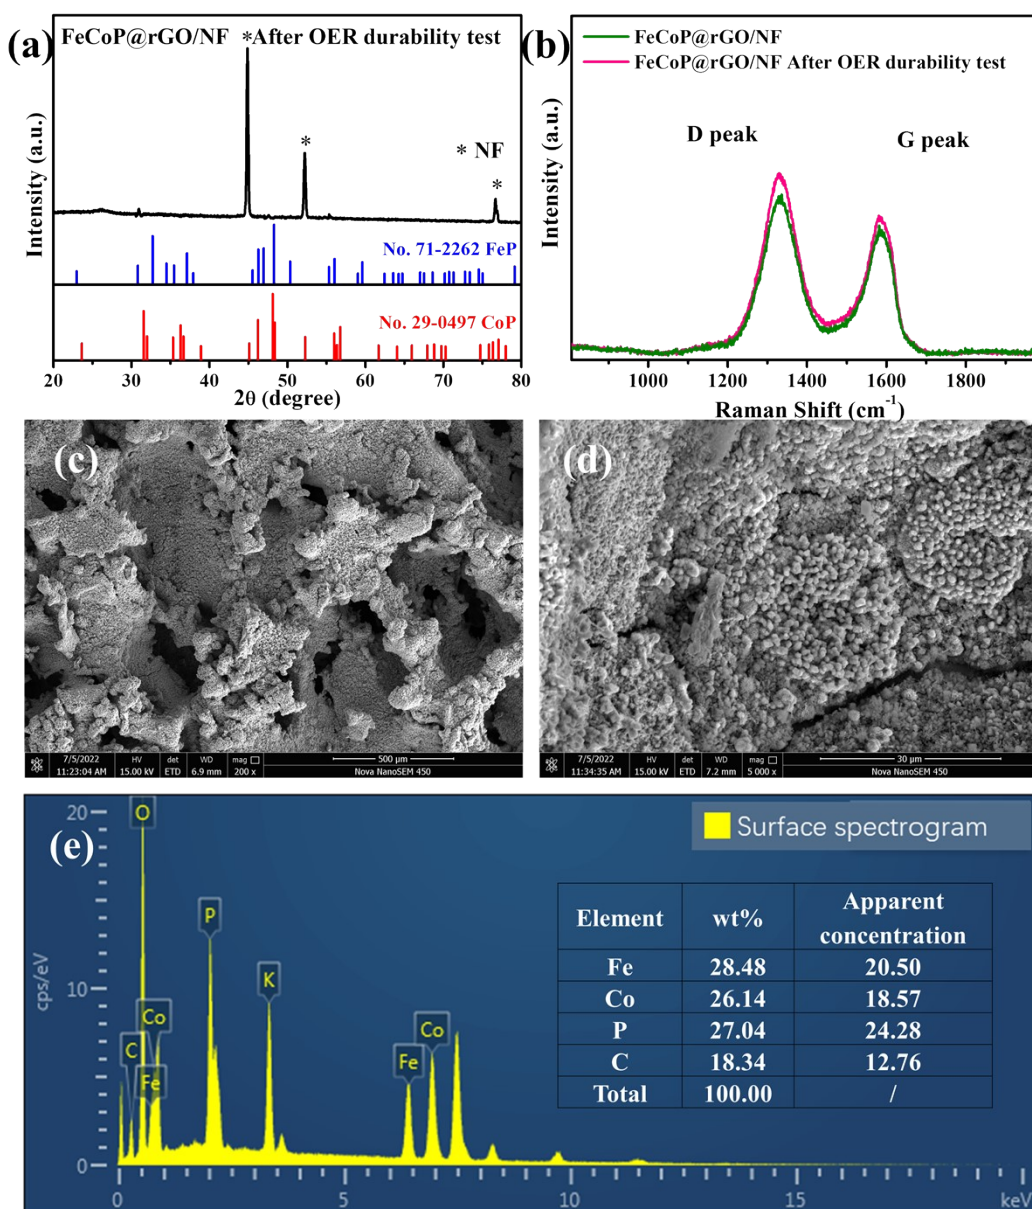 (a)
FeCoP@rGO/NF *After OER durability test
*
* NF
*
No. 71-2262 FeP
No. 29-0497 CoP
Intensity (a.u.)
20 30 40 50 60 70 80
2θ (degree)
(b)
FeCoP@rGO/NF
FeCoP@rGO/NF After OER durability test
D peak
G peak
Intensity (a.u.)
1000 1200 1400 1600 1800
Raman Shift (cm-1)
(c)
7/5/2022 HV det WD mag 500 µm
11:23:04 AM 15.00 kV ETD 6.9 mm 200 x Nova NanoSEM 450
(d)
7/5/2022 HV det WD mag 30 µm
11:34:35 AM 15.00 kV ETD 7.2 mm 5 000 x Nova NanoSEM 450
(e)
Surface spectrogram
20
10
0
cps/eV
O
P
K
Co
C
Fe
Fe
Co
0 5 10 15 keV
Element wt% Apparent concentration
Fe 28.48 20.50
Co 26.14 18.57
P 27.04 24.28
C 18.34 12.76
Total 100.00 /